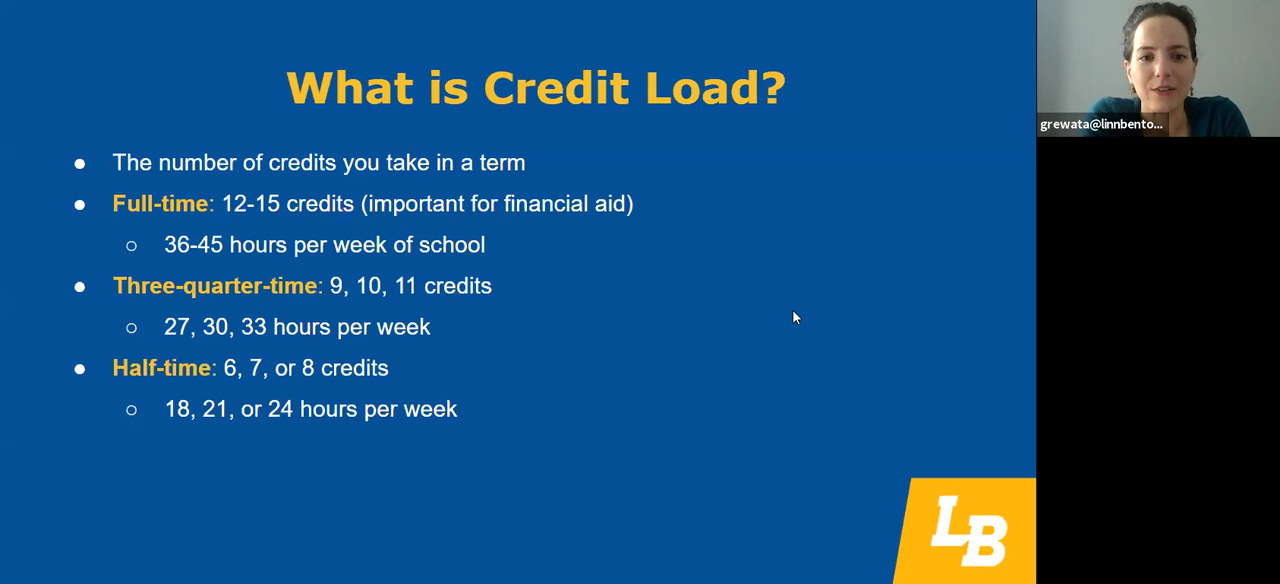 What is Credit Load?
● The number of credits you take in a term
● Full-time: 12-15 credits (important for financial aid)
○ 36-45 hours per week of school
● Three-quarter-time: 9, 10, 11 credits
○ 27, 30, 33 hours per week
● Half-time: 6, 7, or 8 credits
○ 18, 21, or 24 hours per week
LB
grewata@linnbento...